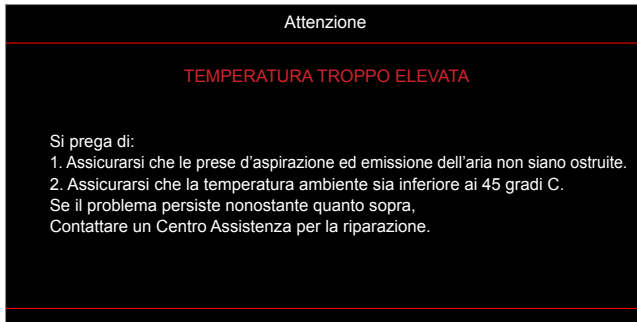 Attenzione
TEMPERATURA TROPPO ELEVATA
Si prega di:
1. Assicurarsi che le prese d'aspirazione ed emissione dell'aria non siano ostruite.
2. Assicurarsi che la temperatura ambiente sia inferiore ai 45 gradi C.
Se il problema persiste nonostante quanto sopra,
Contattare un Centro Assistenza per la riparazione.